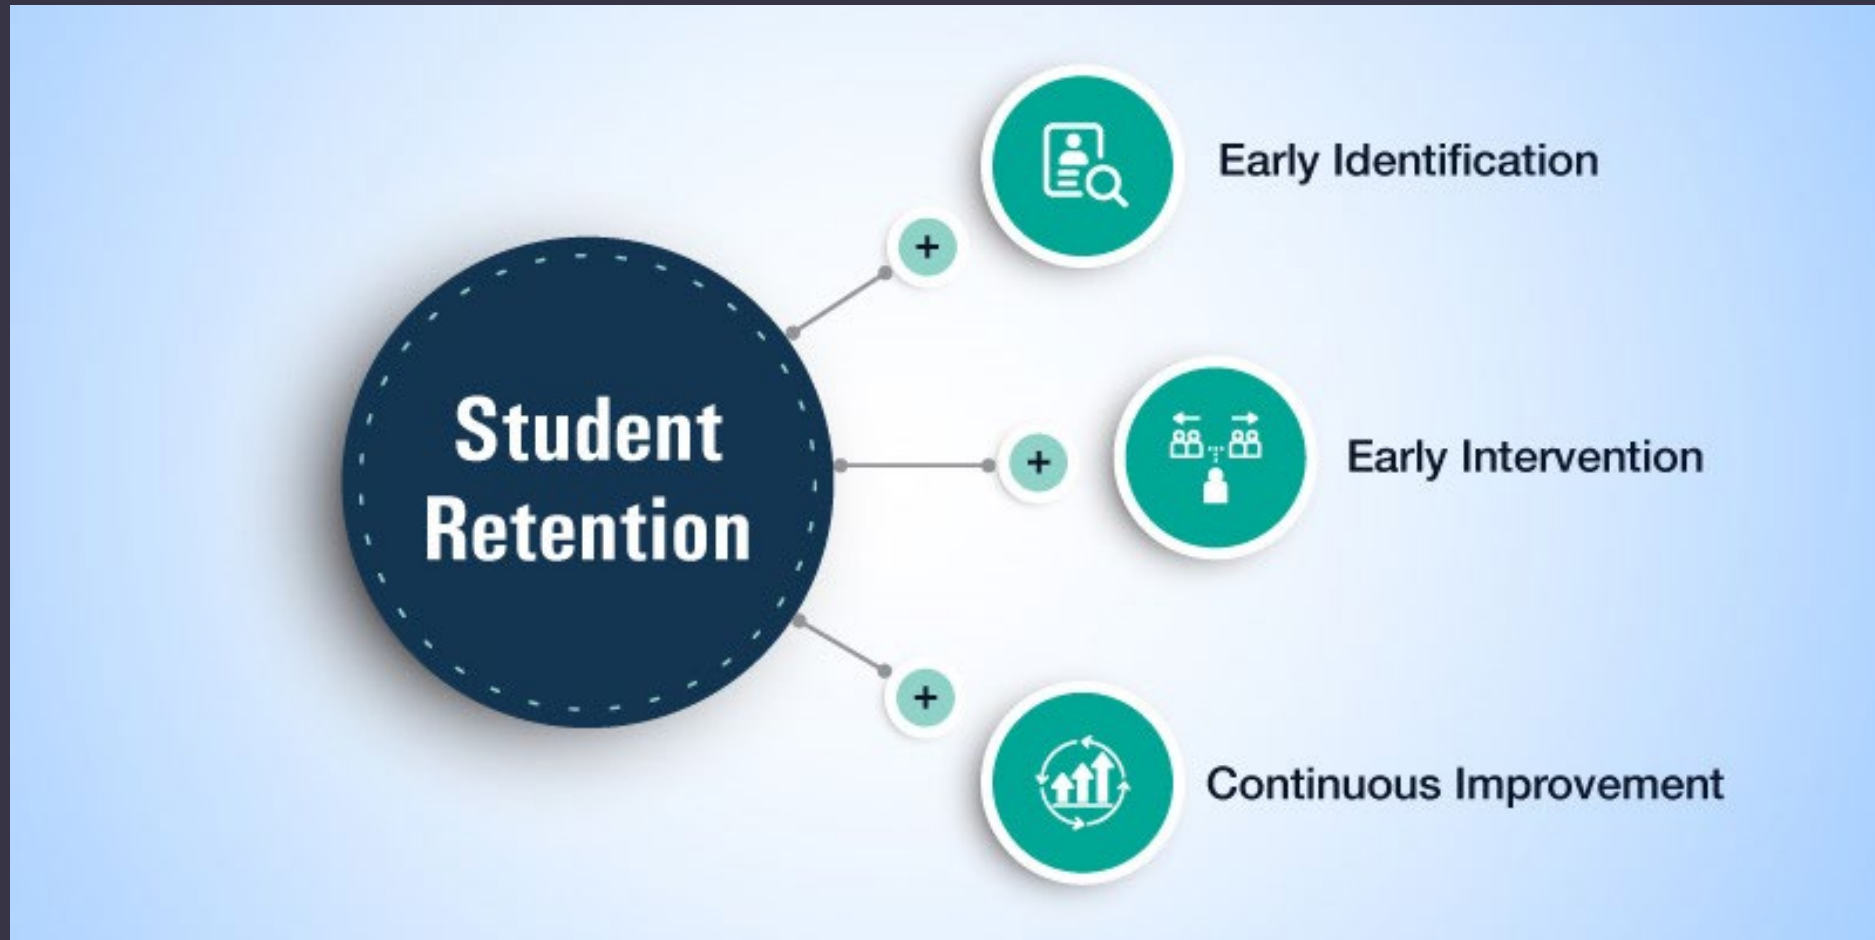 Student
Retention
+
Early Identification
+
Early Intervention
+
Continuous Improvement